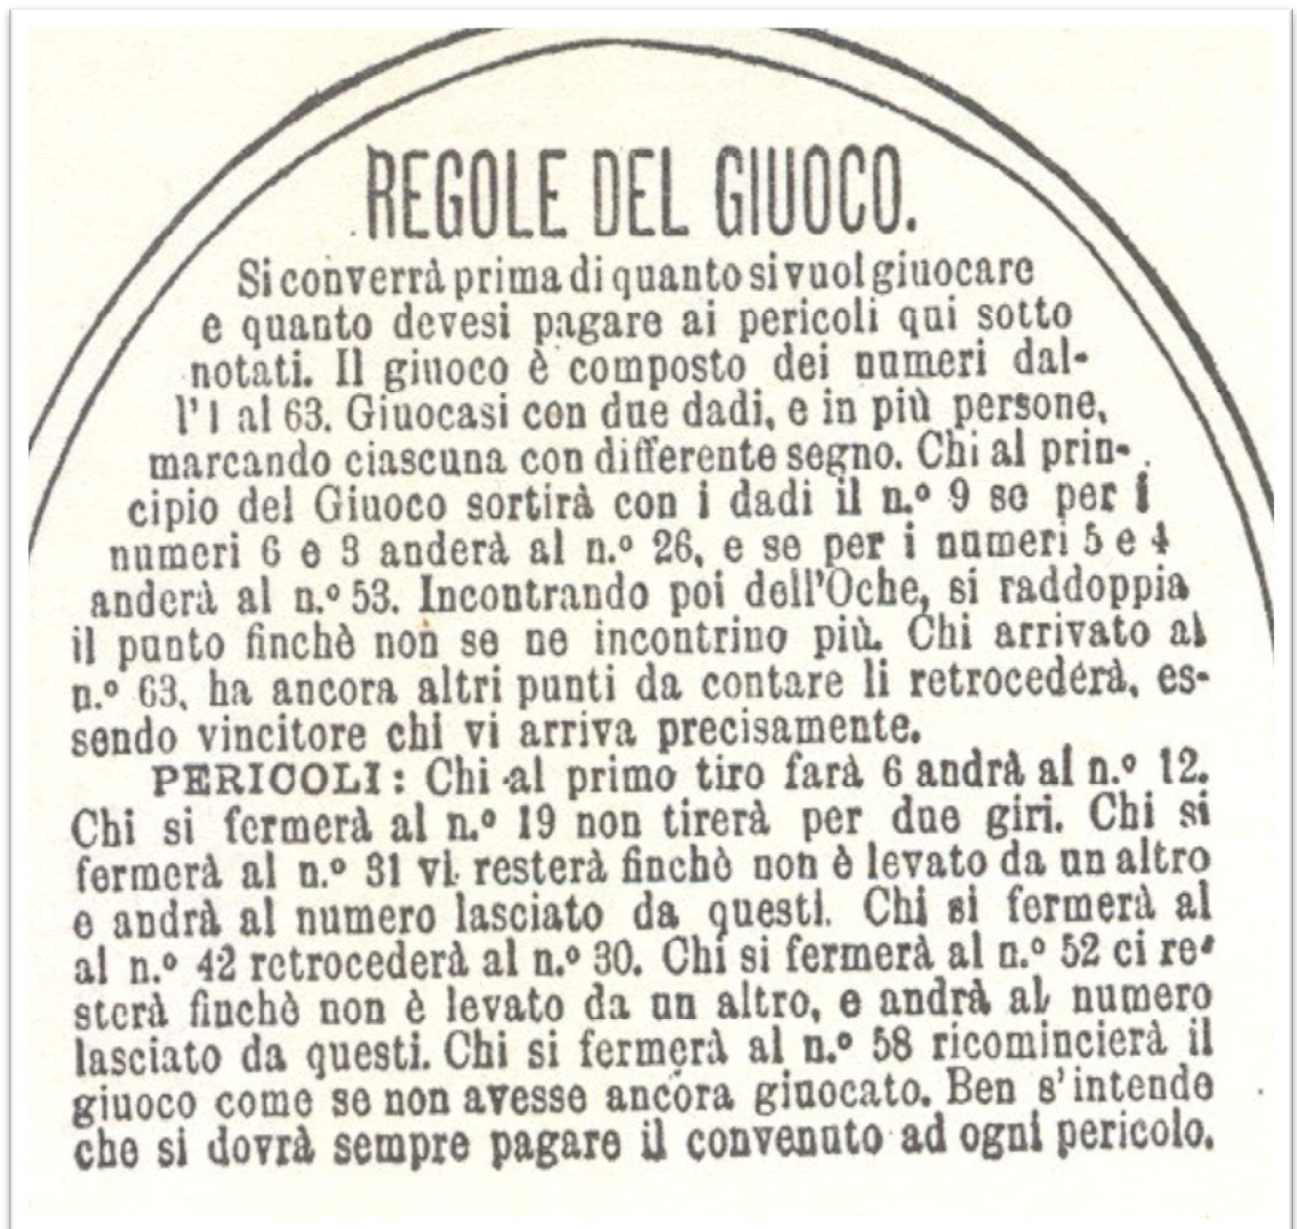 REGOLE DEL GIUOCO.
Si converrà prima di quanto si vuol giuocare
e quanto devesi pagare ai pericoli qui sotto
notati. Il giuoco è composto dei numeri dal-
l'1 al 63. Giuocasi con due dadi, e in più persone,
marcando ciascuna con differente segno. Chi al prin-
cipio del Giuoco sortirà con i dadi il n.º 9 se per i
numeri 6 e 3 anderà al n.º 26, e se per i numeri 5 e 4
anderà al n.º 53. Incontrando poi dell'Oche, si raddoppia
il punto finchè non se ne incontrino più. Chi arrivato al
n.º 63, ha ancora altri punti da contare li retrocederà, es-
sendo vincitore chi vi arriva precisamente.
PERICOLI: Chi al primo tiro farà 6 andrà al n.º 12.
Chi si fermerà al n.º 19 non tirerà per due giri. Chi si
fermerà al n.º 31 vi resterà finchè non è levato da un altro
e andrà al numero lasciato da questi. Chi si fermerà al
al n.º 42 retrocederà al n.º 30. Chi si fermerà al n.º 52 ci re-
sterà finchè non è levato da un altro, e andrà al numero
lasciato da questi. Chi si fermerà al n.º 58 ricomincierà il
giuoco come se non avesse ancora giuocato. Ben s'intende
che si dovrà sempre pagare il convenuto ad ogni pericolo.